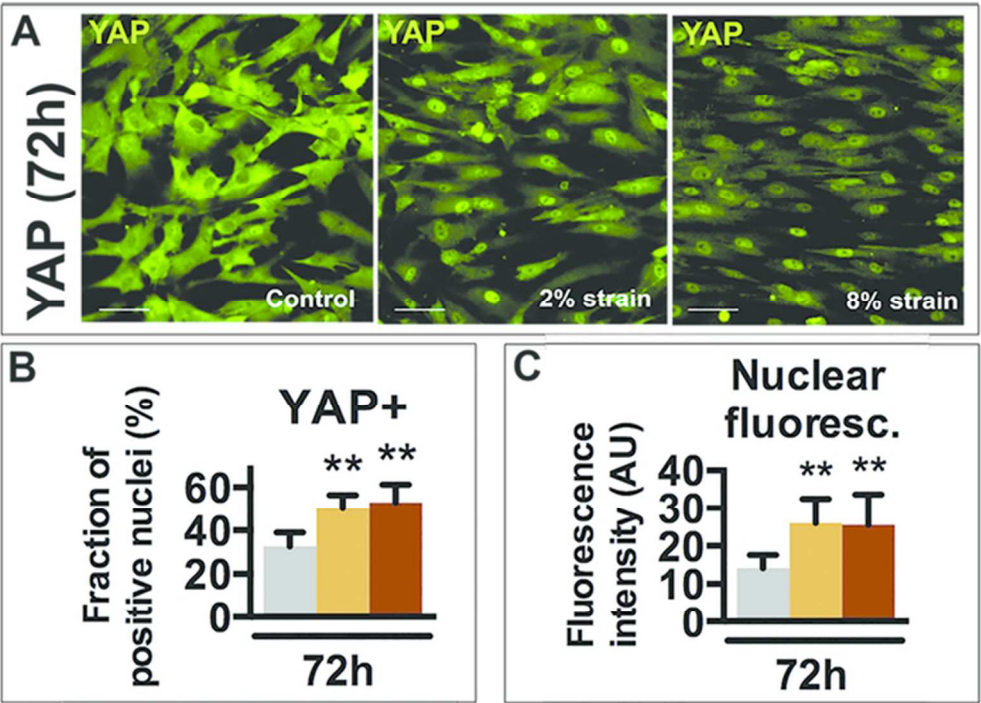 A
YAP (72h)
YAP
Control
YAP
2% strain
YAP
8% strain
B
YAP+
Fraction of
positive nuclei (%)
60
40
20
0
**
**
72h
C
Nuclear
fluoresc.
Fluorescence
intensity (AU)
40
30
20
10
0
**
**
72h